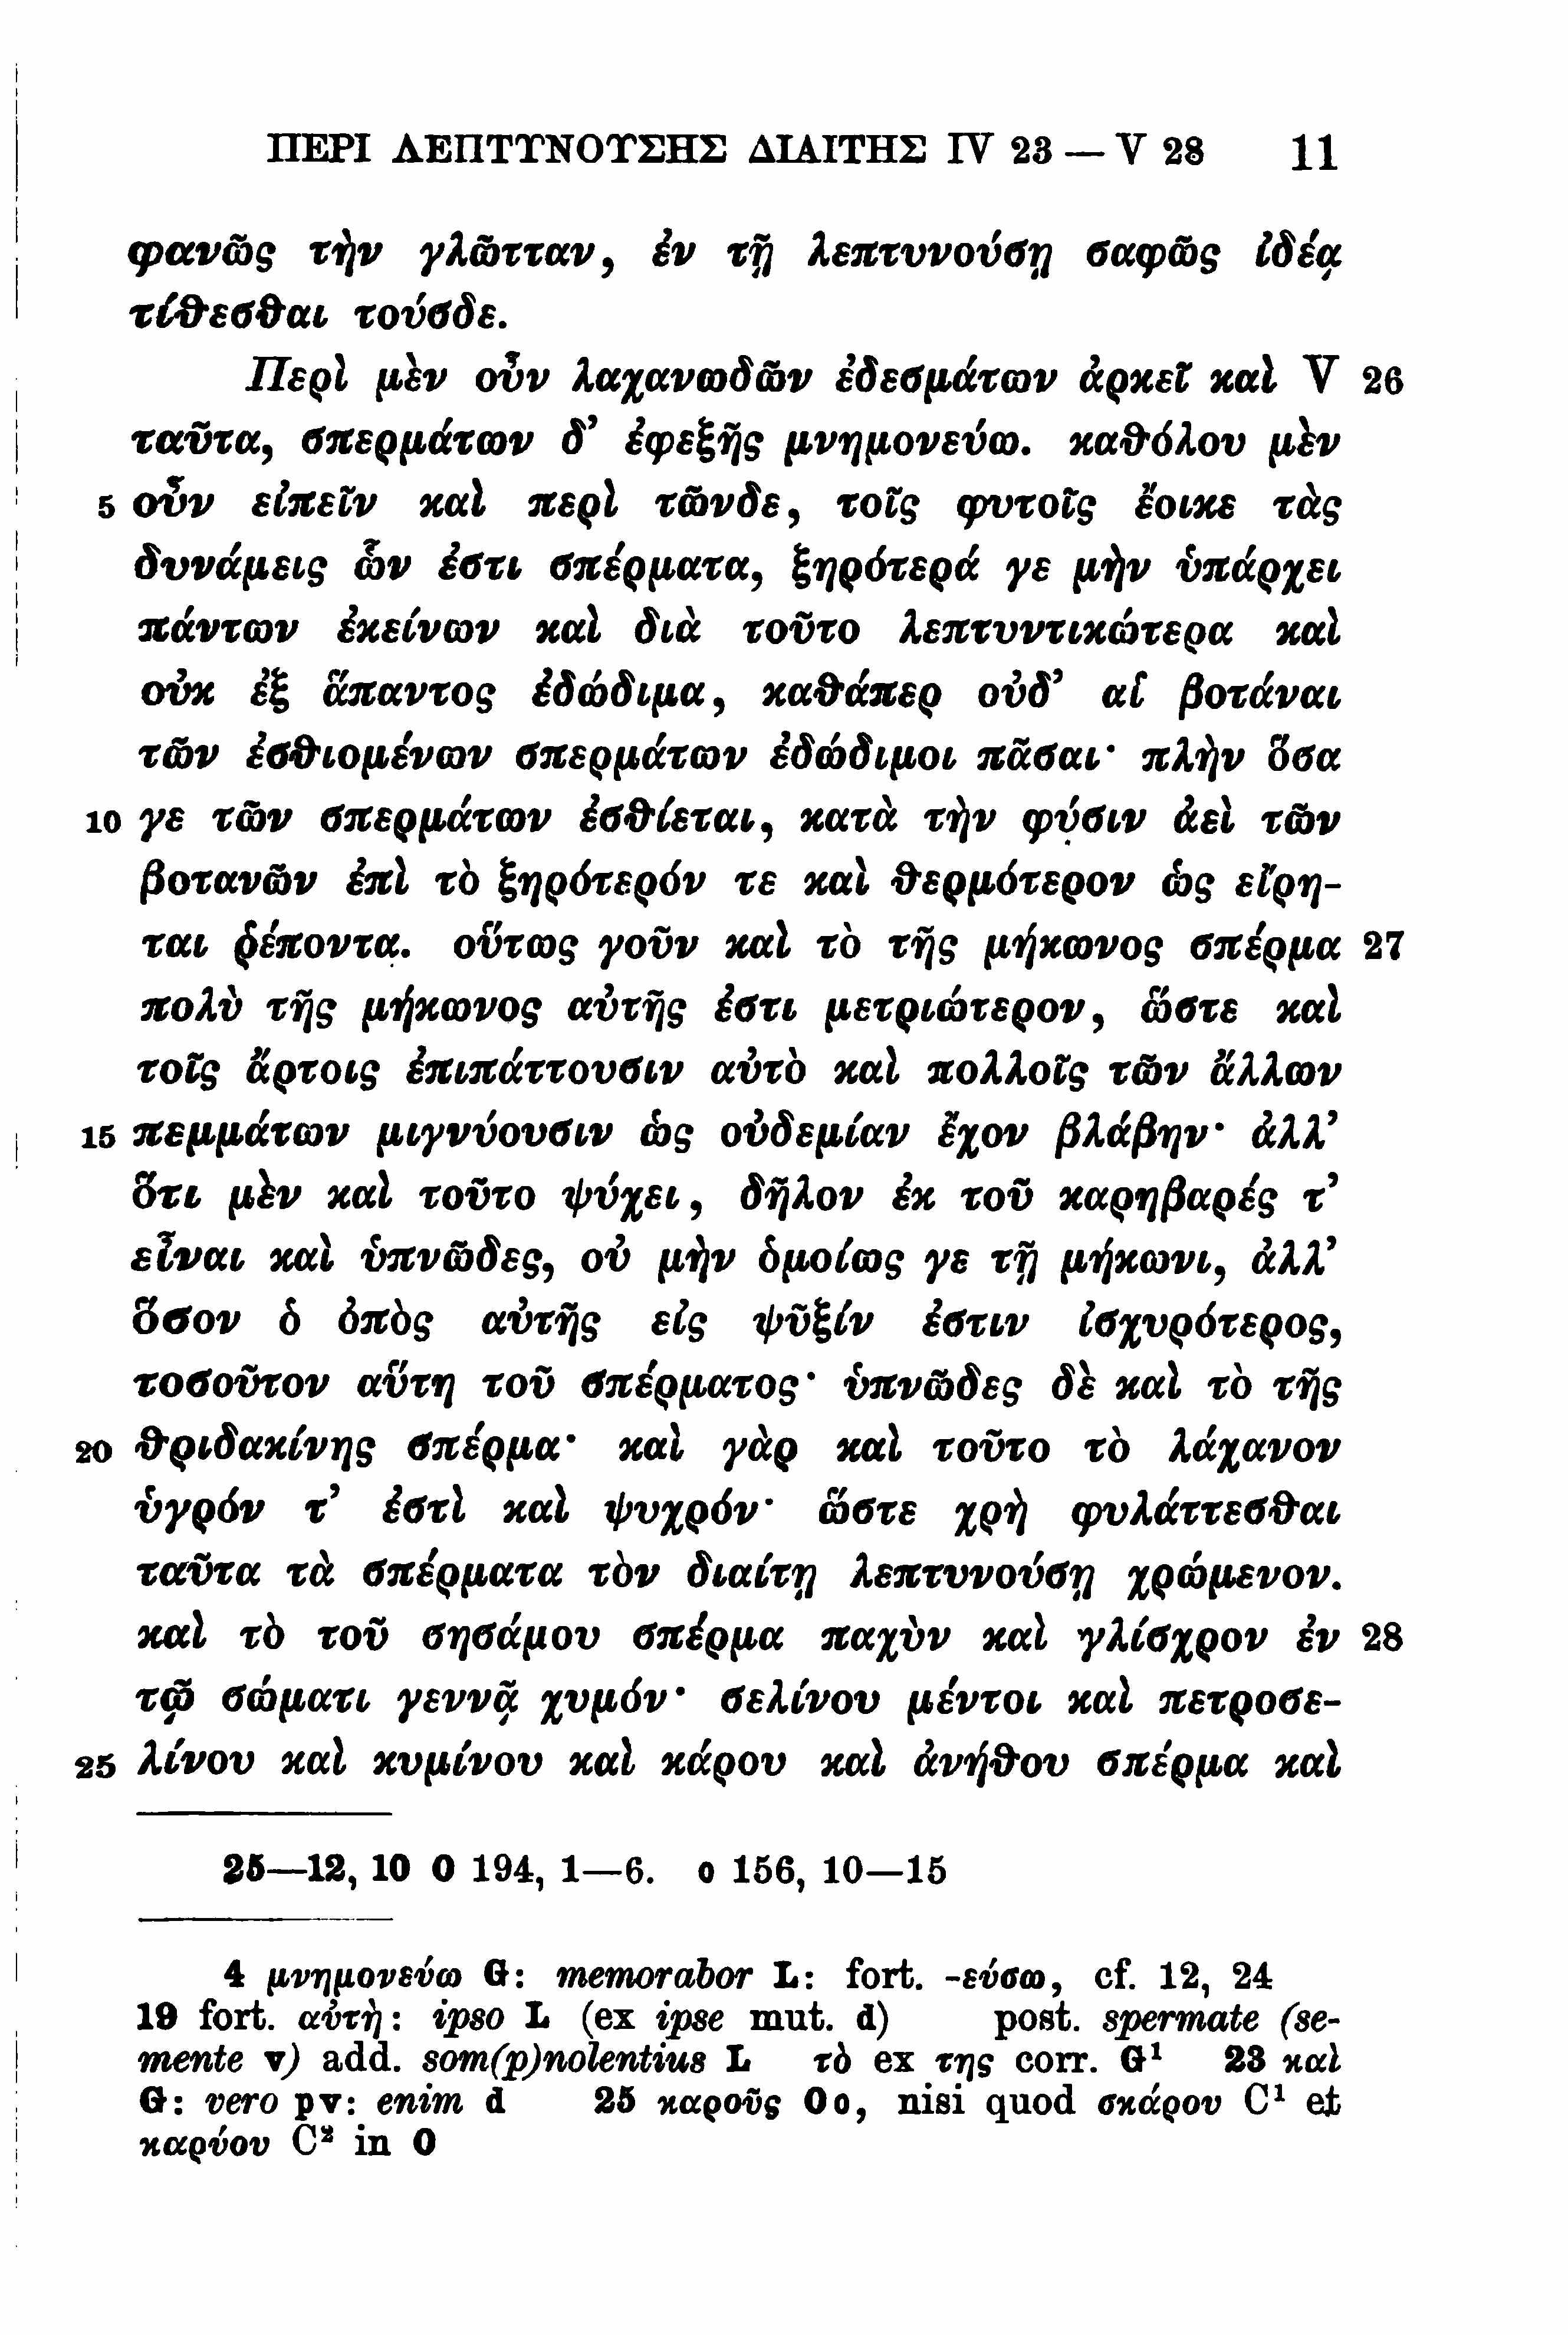 ΠΕΡΙ ΛΕΠΤΥΝΟΥΣΗΣ ΔΙΑΙΤΗΣ IV 23 — V 28 11
φανῶς τὴν γλῶτταν, ἐν τῇ λεπτυνούσῃ σαφῶς ἰδέᾳ
τίθεσθαι τούσδε.
Περὶ μὲν οὖν λαχανωδῶν ἐδεσμάτων ἀρκεῖ καὶ V 26
ταῦτα, σπερμάτων δ’ ἐφεξῆς μνημονεύω. καθόλου μὲν
5 οὖν εἰπεῖν καὶ περὶ τῶνδε, τοῖς φυτοῖς ἔοικε τὰς
δυνάμεις ὧν ἐστι σπέρματα, ξηρότερά γε μὴν ὑπάρχει
πάντων ἐκείνων καὶ διὰ τοῦτο λεπτυντικώτερα καὶ
οὐκ ἐξ ἅπαντος ἐδώδιμα, καθάπερ οὐδ’ αἱ βοτάναι
τῶν ἐσθιομένων σπερμάτων ἐδώδιμοι πᾶσαι· πλὴν ὅσα
10 γε τῶν σπερμάτων ἐσθίεται, κατὰ τὴν φύσιν ἀεὶ τῶν
βοτανῶν ἐπὶ τὸ ξηρότερόν τε καὶ θερμότερον ὡς εἴρη-
ται ῥέποντα. οὕτως γοῦν καὶ τὸ τῆς μήκωνος σπέρμα 27
πολὺ τῆς μήκωνος αὐτῆς ἐστι μετριώτερον, ὥστε καὶ
τοῖς ἄρτοις ἐπιπάττουσιν αὐτὸ καὶ πολλοῖς τῶν ἄλλων
15 πεμμάτων μιγνύουσιν ὡς οὐδεμίαν ἔχον βλάβην· ἀλλ’
ὅτι μὲν καὶ τοῦτο ψύχει, δῆλον ἐκ τοῦ καρηβαρές τ’
εἶναι καὶ ὑπνῶδες, οὐ μὴν ὁμοίως γε τῇ μήκωνι, ἀλλ’
ὅσον ὁ ὀπὸς αὐτῆς εἰς ψῦξίν ἐστιν ἰσχυρότερος,
τοσοῦτον αὕτη τοῦ σπέρματος· ὑπνῶδες δὲ καὶ τὸ τῆς
20 θριδακίνης σπέρμα· καὶ γὰρ καὶ τοῦτο τὸ λάχανον
ὑγρόν τ’ ἐστὶ καὶ ψυχρόν· ὥστε χρὴ φυλάττεσθαι
ταῦτα τὰ σπέρματα τὸν διαίτῃ λεπτυνούσῃ χρώμενον.
καὶ τὸ τοῦ σησάμου σπέρμα παχὺν καὶ γλίσχρον ἐν 28
τῷ σώματι γεννᾷ χυμόν· σελίνου μέντοι καὶ πετροσε-
25 λίνου καὶ κυμίνου καὶ κάρου καὶ ἀνήθου σπέρμα καὶ
25—12, 10 O 194, 1—6. o 156, 10—15
4 μνημονεύω G: memorabor L: fort. -εύσω, cf. 12, 24
19 fort. αὐτὴ: ipso L (ex ipse mut. d) post. spermate (se-
mente v) add. som(p)nolentius L τὸ ex της corr. G¹ 23 καὶ
G: vero pv: enim d 25 καροῦς Oo, nisi quod σκάρου C¹ et
καρύου C² in O